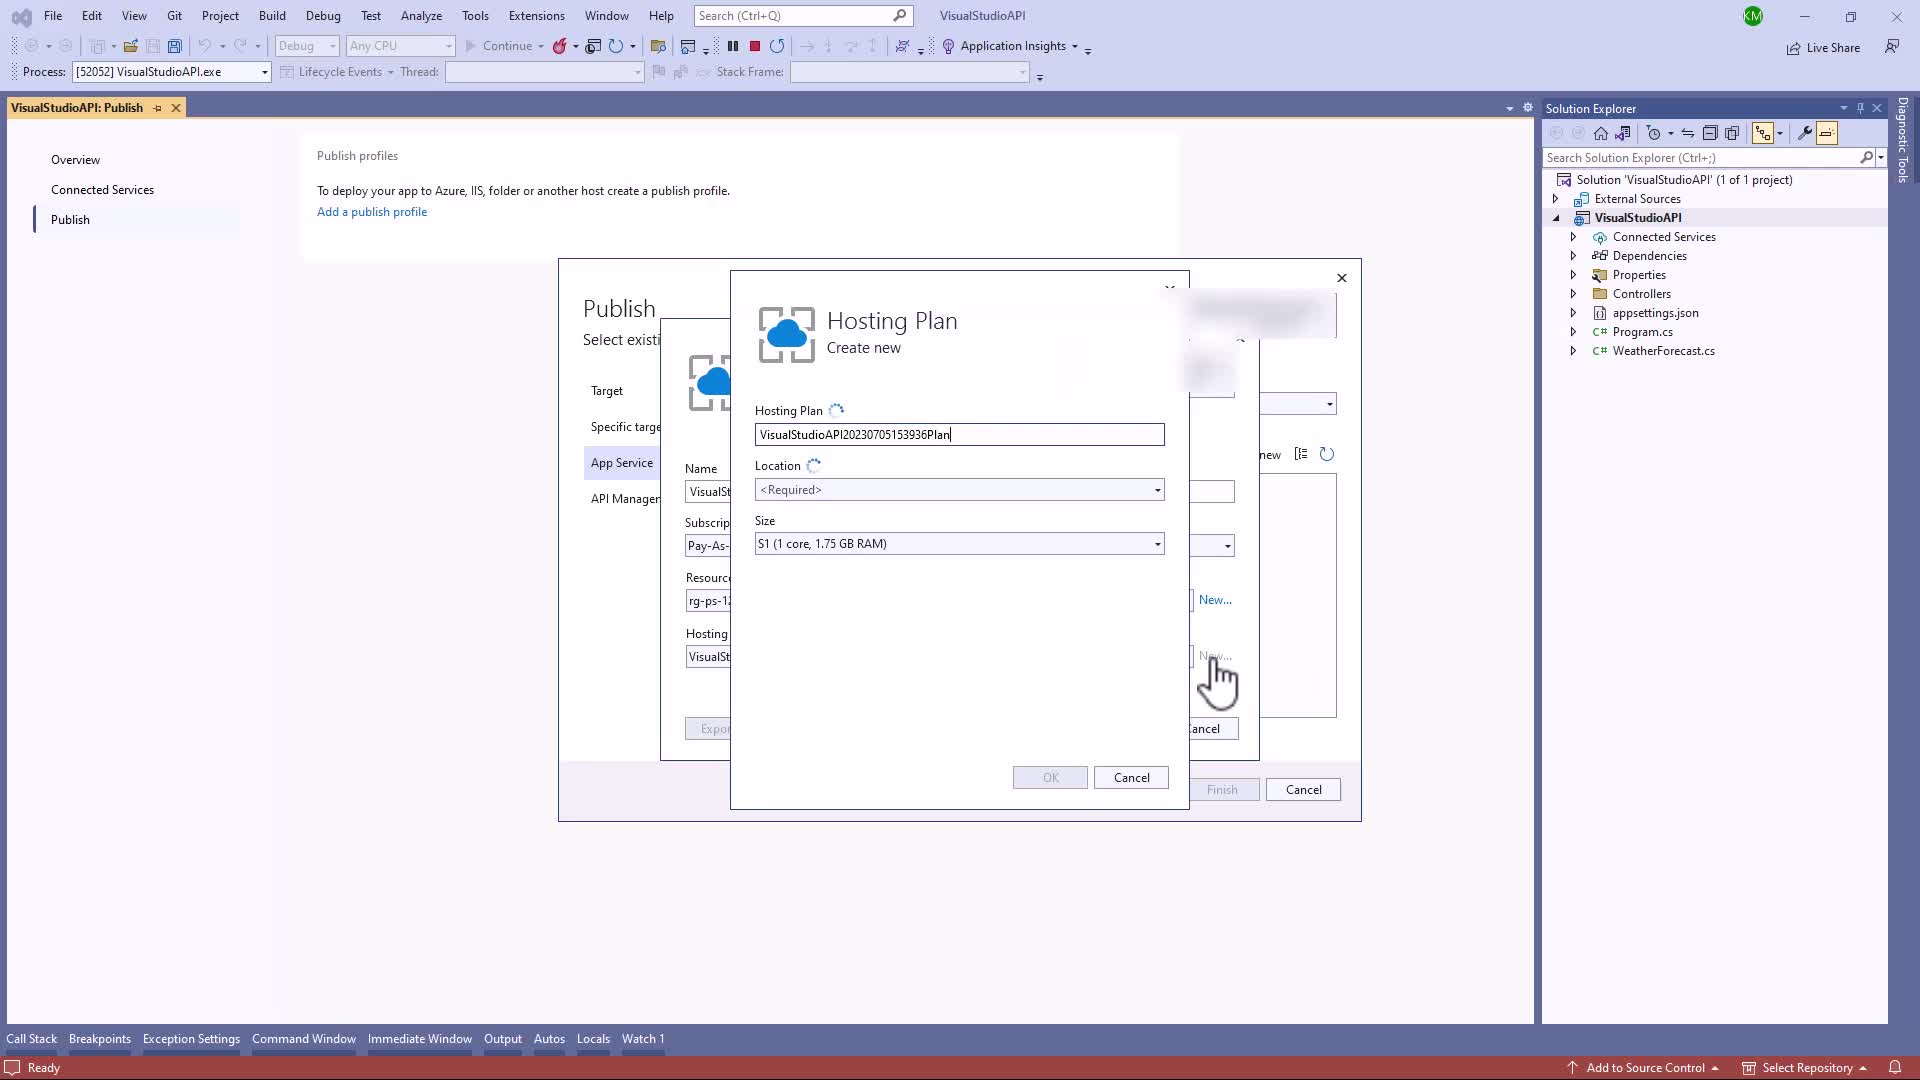 File Edit View Git Project Build Debug Test Analyze Tools Extensions Window Help Search (Ctrl+Q) VisualStudioAPI KM
Debug Any CPU Continue Application Insights Live Share
Process: [52052] VisualStudioAPI.exe Lifecycle Events Thread: Stack Frame:
VisualStudioAPI: Publish
Overview
Connected Services
Publish
Publish profiles
To deploy your app to Azure, IIS, folder or another host create a publish profile.
Add a publish profile
Publish
Select existi
Target
Specific targe
App Service
API Manager
new
Finish
Cancel
Name
VisualSt
Subscrip
Pay-As-
Resource
rg-ps-12
New...
Hosting
VisualSt
New...
Expor
Cancel
Hosting Plan
Create new
Hosting Plan
VisualStudioAPI20230705153936Plan
Location
<Required>
Size
S1 (1 core, 1.75 GB RAM)
OK
Cancel
Solution Explorer
Search Solution Explorer (Ctrl+;)
Solution 'VisualStudioAPI' (1 of 1 project)
External Sources
VisualStudioAPI
Connected Services
Dependencies
Properties
Controllers
appsettings.json
C# Program.cs
C# WeatherForecast.cs
Diagnostic Tools
Call Stack Breakpoints Exception Settings Command Window Immediate Window Output Autos Locals Watch 1
Ready Add to Source Control Select Repository